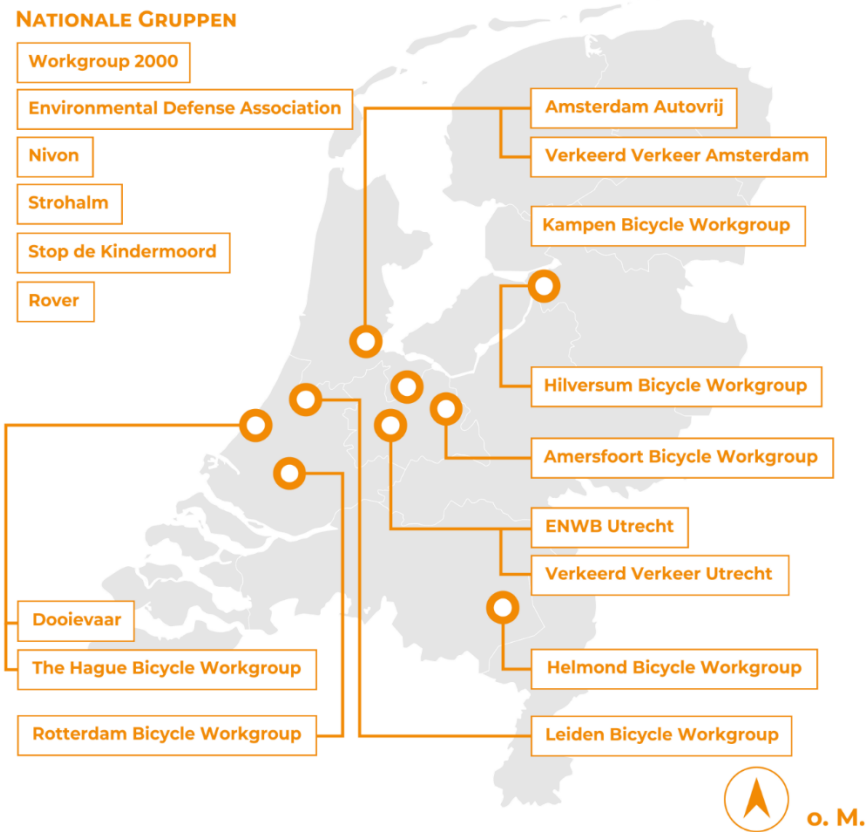 Nationale Gruppen
Workgroup 2000
Environmental Defense Association
Nivon
Strohalm
Stop de Kindermoord
Rover
Amsterdam Autovrij
Verkeerd Verkeer Amsterdam
Kampen Bicycle Workgroup
Hilversum Bicycle Workgroup
Amersfoort Bicycle Workgroup
ENWB Utrecht
Verkeerd Verkeer Utrecht
Helmond Bicycle Workgroup
Leiden Bicycle Workgroup
Dooievaar
The Hague Bicycle Workgroup
Rotterdam Bicycle Workgroup
o. M.